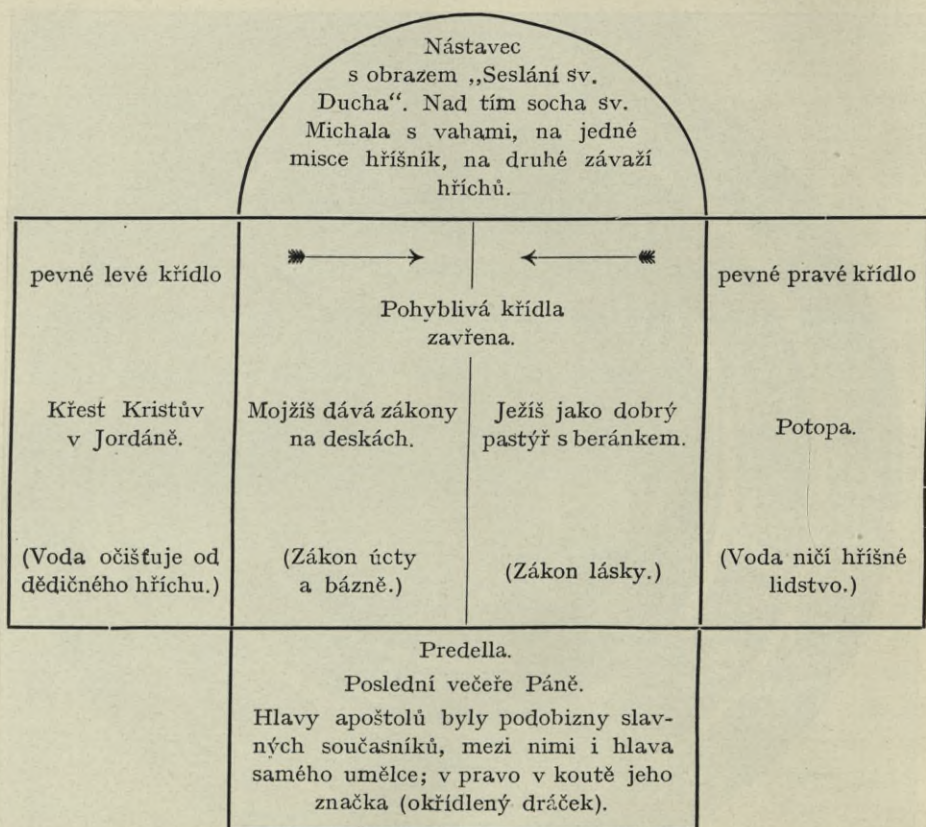 Nástavec
s obrazem ,,Seslání sv.
Ducha“. Nad tím socha sv.
Michala s vahami, na jedné
misce hříšník, na druhé závaží
hříchů.
pevné levé křídlo
Pohyblivá křídla
zavřena.
pevné pravé křídlo
Křest Kristův
v Jordáně.
Mojžíš dává zákony
na deskách.
Ježíš jako dobrý
pastýř s beránkem.
Potopa.
(Voda očišťuje od
dědičného hříchu.)
(Zákon úcty
a bázně.)
(Zákon lásky.)
(Voda ničí hříšné
lidstvo.)
Predella.
Poslední večeře Páně.
Hlavy apoštolů byly podobizny slav-
ných současníků, mezi nimi i hlava
samého umělce; v pravo v koutě jeho
značka (okřídlený dráček).